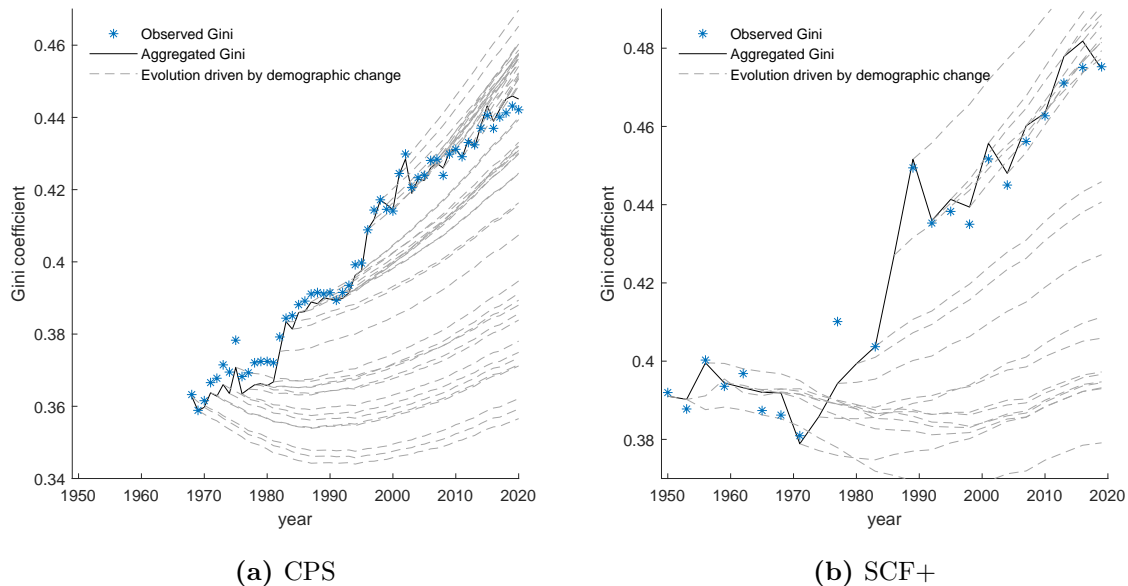 Observed Gini
Aggregated Gini
Evolution driven by demographic change
0.46
0.44
0.42
0.4
0.38
0.36
0.34
Gini coefficient
1950 1960 1970 1980 1990 2000 2010 2020
year
(a) CPS
Observed Gini
Aggregated Gini
Evolution driven by demographic change
0.48
0.46
0.44
0.42
0.4
0.38
Gini coefficient
1950 1960 1970 1980 1990 2000 2010 2020
year
(b) SCF+